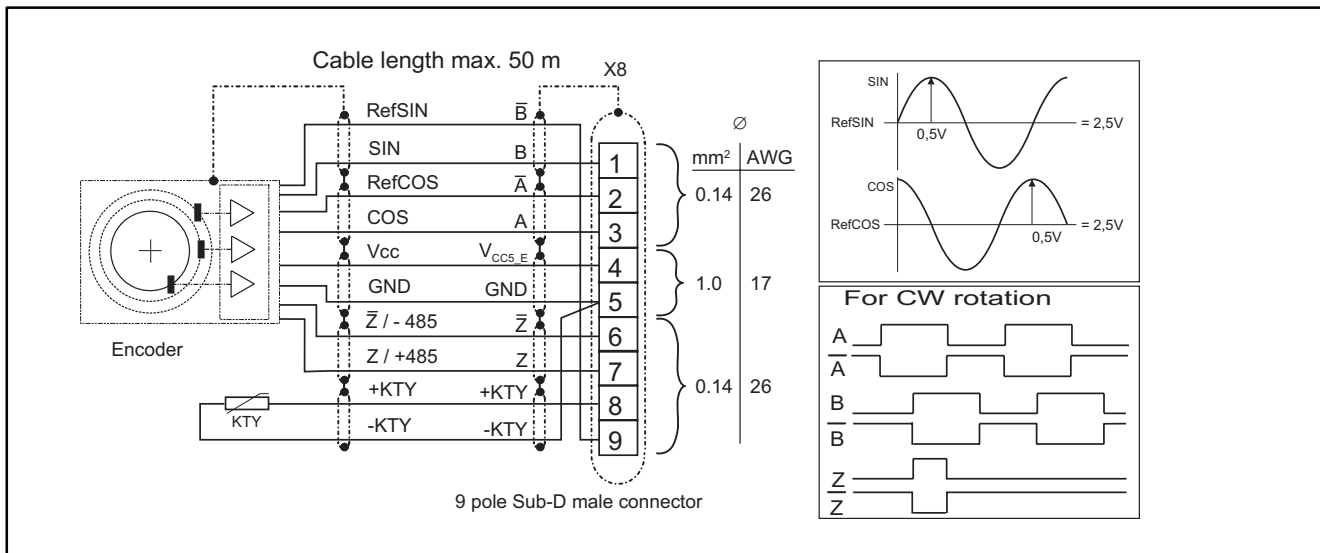 Cable length max. 50 m
X8
RefSIN B̅
SIN B
RefCOS A̅
COS A
Vcc V_CC5_E
GND GND
Z̅ / - 485 Z̅
Z / +485 Z
+KTY +KTY
-KTY -KTY
KTY
Encoder
1
2
3
4
5
6
7
8
9
9 pole Sub-D male connector
∅
mm² AWG
0.14 26
1.0 17
0.14 26
SIN
RefSIN
0,5V
= 2,5V
COS
RefCOS
0,5V
= 2,5V
For CW rotation
A
A̅
B
B̅
Z
Z̅